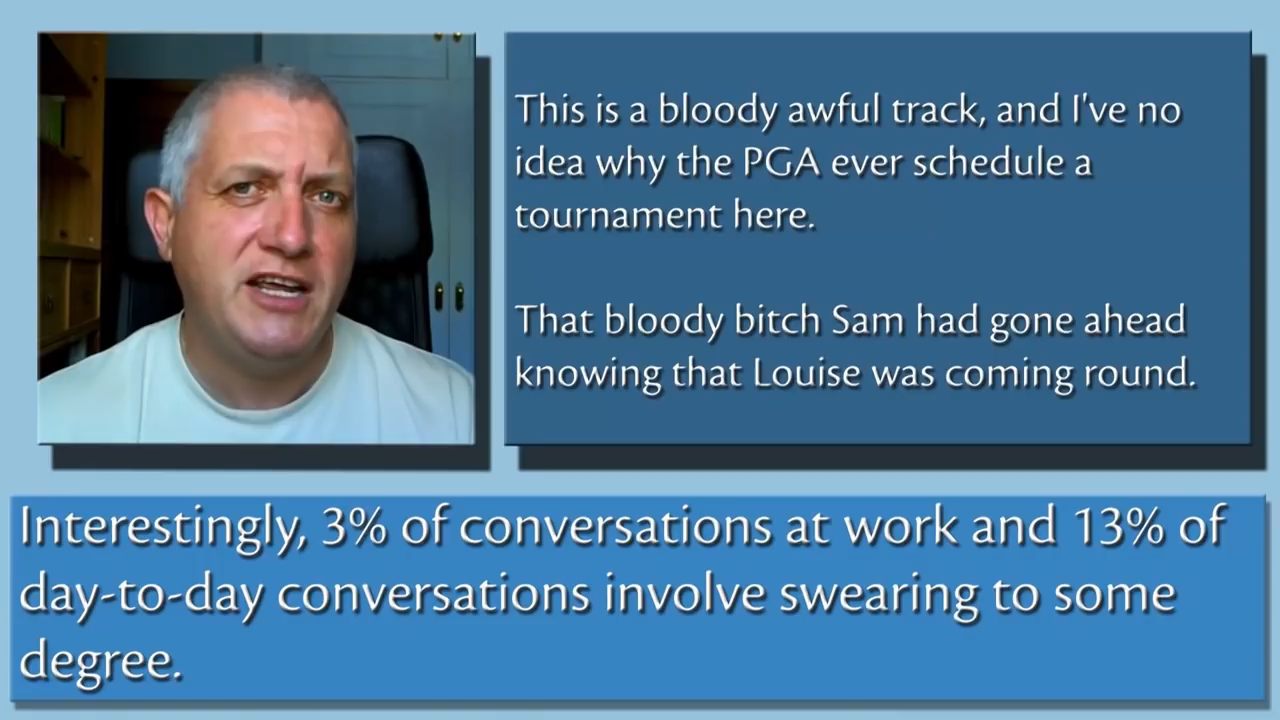 This is a bloody awful track, and I've no
idea why the PGA ever schedule a
tournament here.
That bloody bitch Sam had gone ahead
knowing that Louise was coming round.
Interestingly, 3% of conversations at work and 13% of
day-to-day conversations involve swearing to some
degree.